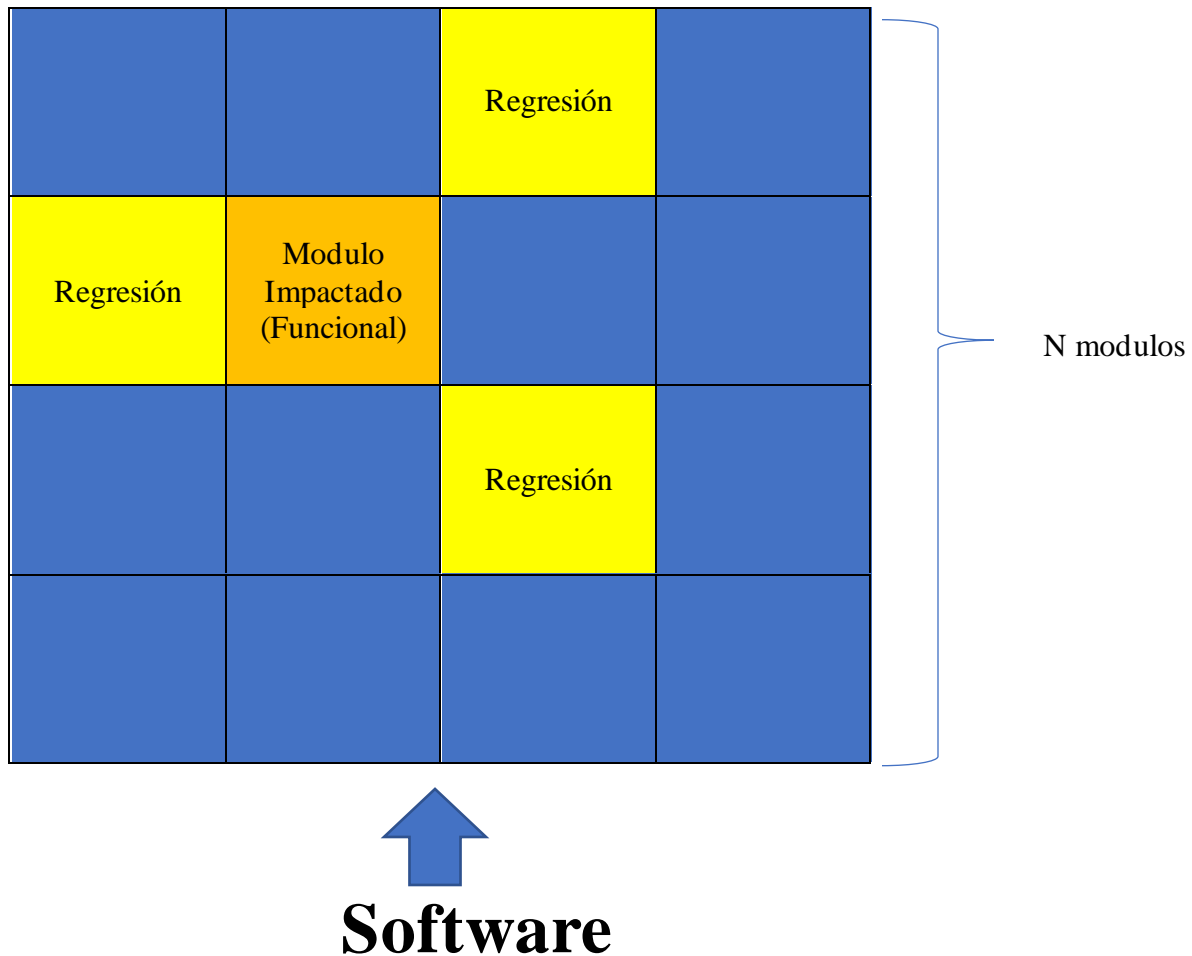 Regresión
Regresión
Modulo
Impactado
(Funcional)
N modulos
Regresión
Software